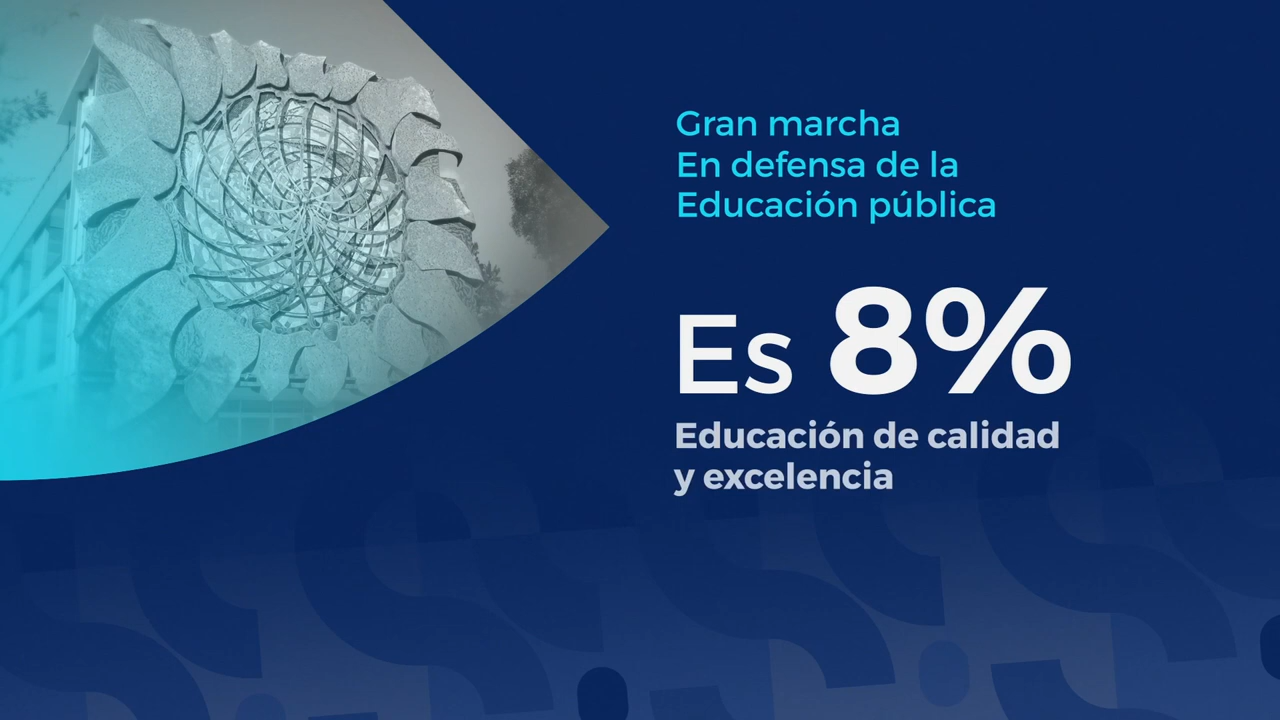 Gran marcha
En defensa de la
Educación pública
Es 8%
Educación de calidad
y excelencia